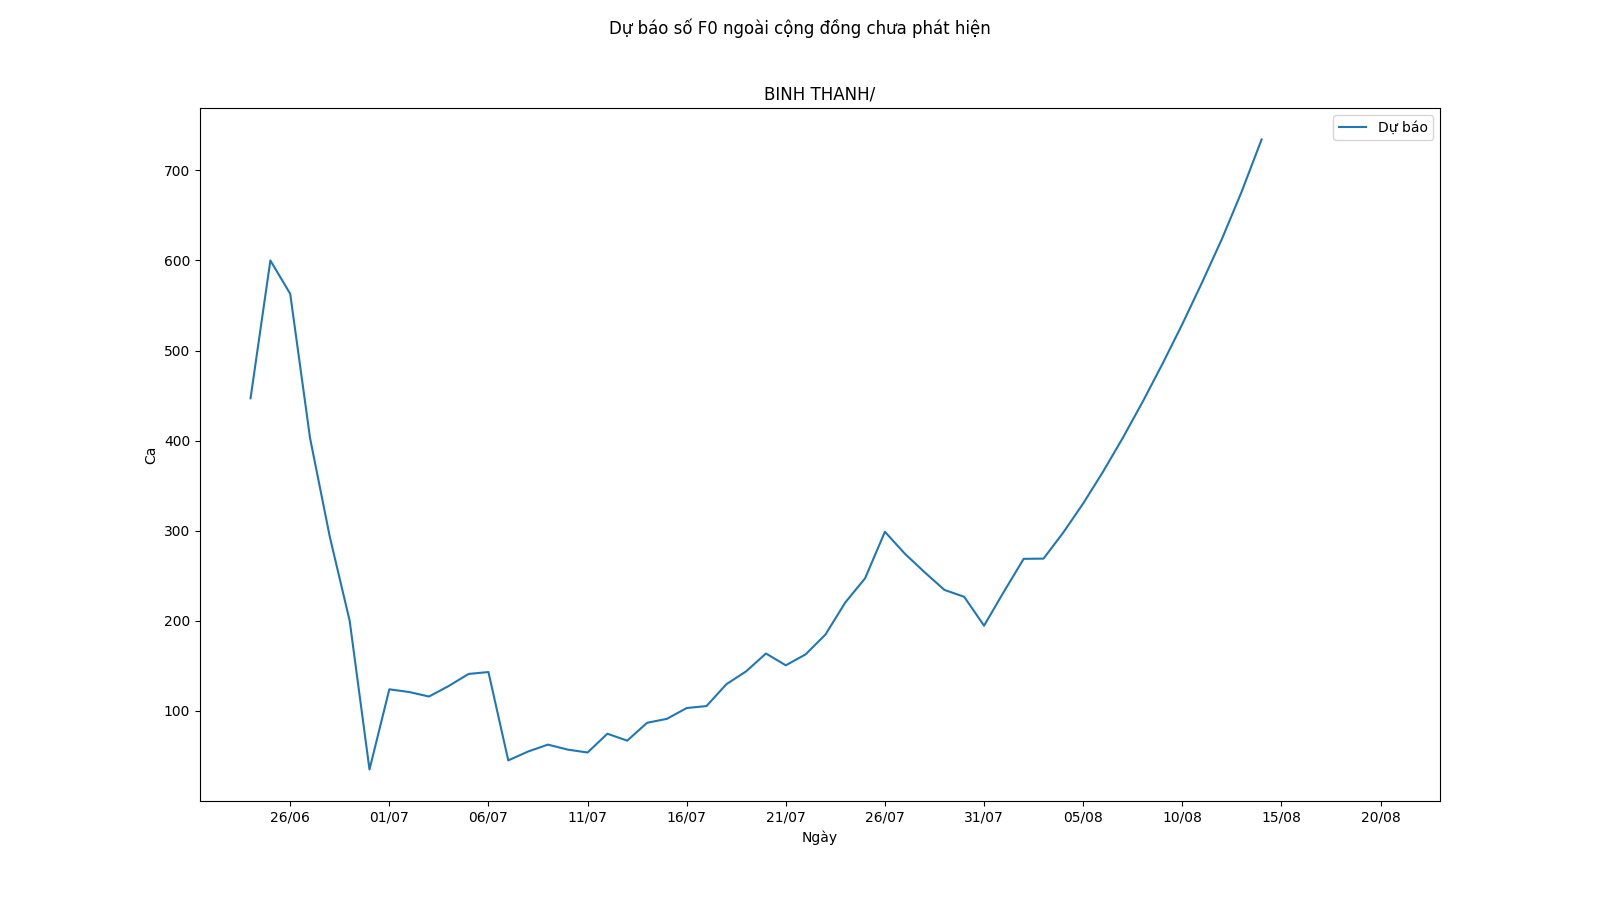 Dự báo số F0 ngoài cộng đồng chưa phát hiện
BINH THANH/
Dự báo
700
600
500
400
300
200
100
Ca
26/06 01/07 06/07 11/07 16/07 21/07 26/07 31/07 05/08 10/08 15/08 20/08
Ngày